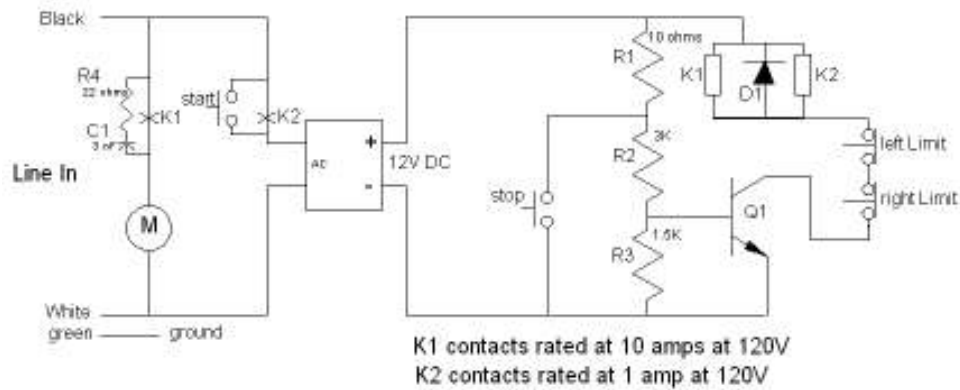 Black
10 ohms
R1
K1
D1
K2
R4
22 ohms
start
K1
K2
C1
AC
+
-
12V DC
3K
R2
left Limit
Line In
stop
right Limit
M
Q1
1.5K
R3
White
green
ground
K1 contacts rated at 10 amps at 120V
K2 contacts rated at 1 amp at 120V